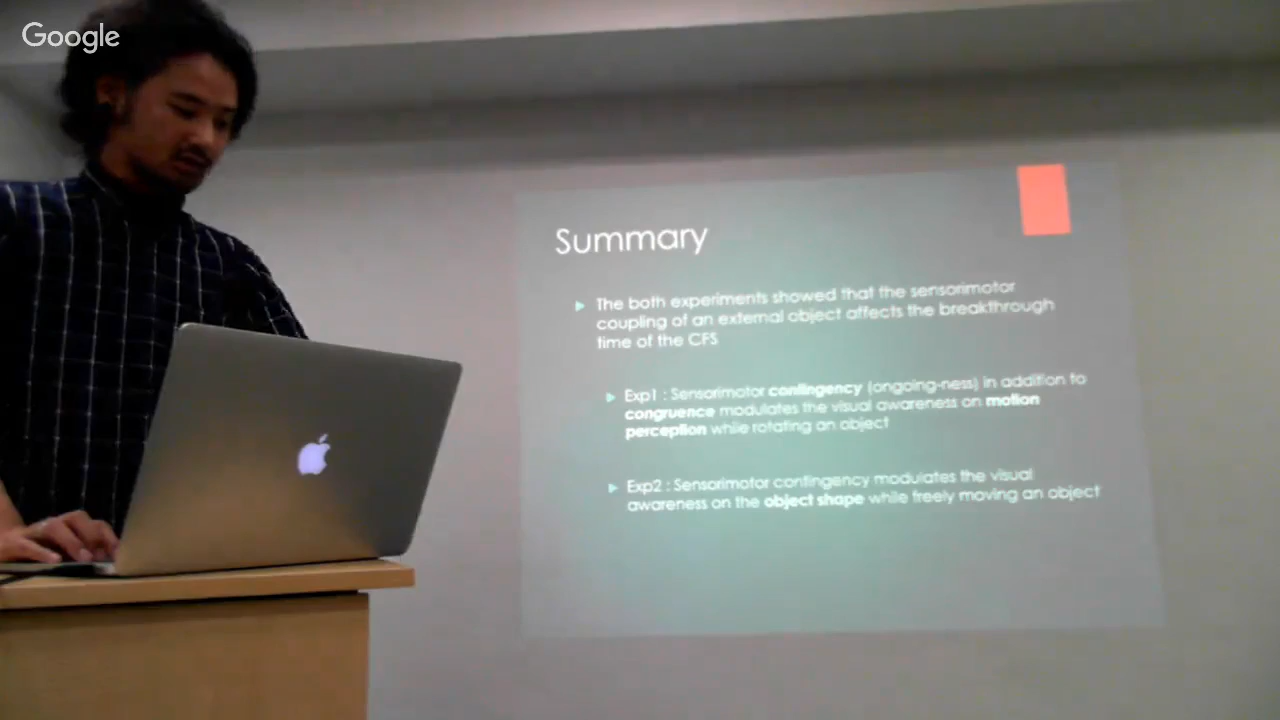 Google
Summary
The both experiments showed that the sensorimotor
coupling of an external object affects the breakthrough
time of the CFS
Exp1 : Sensorimotor contingency (ongoing-ness) in addition to
congruence modulates the visual awareness on motion
perception while rotating an object
Exp2 : Sensorimotor contingency modulates the visual
awareness on the object shape while freely moving an object